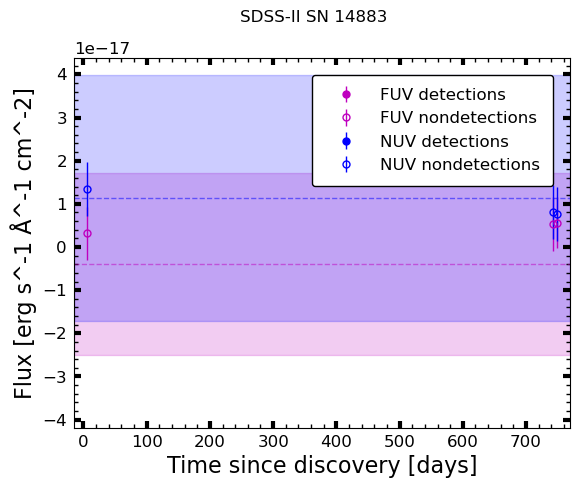 SDSS-II SN 14883
1e−17
4
3
2
1
0
−1
−2
−3
−4
Flux [erg s^-1 Å^-1 cm^-2]
FUV detections
FUV nondetections
NUV detections
NUV nondetections
0 100 200 300 400 500 600 700
Time since discovery [days]